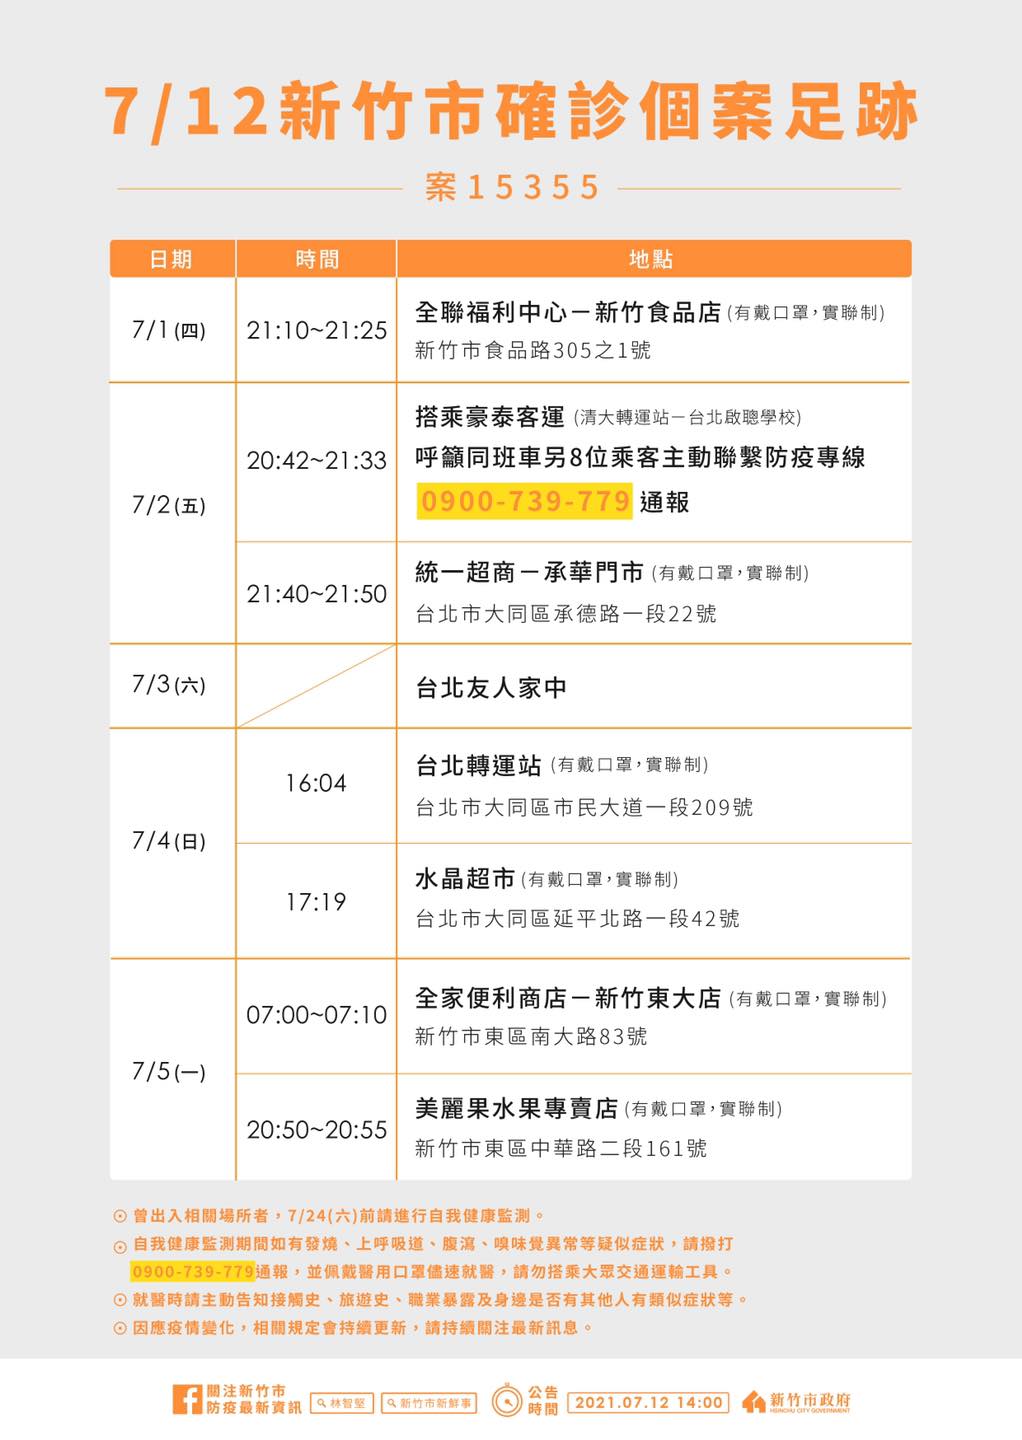 7/12新竹市確診個案足跡
案15355
日期 時間 地點
7/1(四) 21:10~21:25 全聯福利中心－新竹食品店(有戴口罩，實聯制)
新竹市食品路305之1號
7/2(五)
20:42~21:33 搭乘豪泰客運 (清大轉運站－台北啟聰學校)
呼籲同班車另8位乘客主動聯繫防疫專線
0900-739-779 通報
21:40~21:50 統一超商－承華門市(有戴口罩，實聯制)
台北市大同區承德路一段22號
7/3(六) 台北友人家中
7/4(日)
16:04 台北轉運站(有戴口罩，實聯制)
台北市大同區市民大道一段209號
17:19 水晶超市(有戴口罩，實聯制)
台北市大同區延平北路一段42號
7/5(一)
07:00~07:10 全家便利商店－新竹東大店(有戴口罩，實聯制)
新竹市東區南大路83號
20:50~20:55 美麗果水果專賣店(有戴口罩，實聯制)
新竹市東區中華路二段161號
⊙曾出入相關場所者，7/24(六)前請進行自我健康監測。
⊙自我健康監測期間如有發燒、上呼吸道、腹瀉、嗅味覺異常等疑似症狀，請撥打
0900-739-779通報，並佩戴醫用口罩儘速就醫，請勿搭乘大眾交通運輸工具。
⊙就醫時請主動告知接觸史、旅遊史、職業暴露及身邊是否有其他人有類似症狀等。
⊙因應疫情變化，相關規定會持續更新，請持續關注最新訊息。
關注新竹市
防疫最新資訊
林智堅
新竹市新鮮事
公告
時間
2021.07.12 14:00
新竹市政府
HSINCHU CITY GOVERNMENT